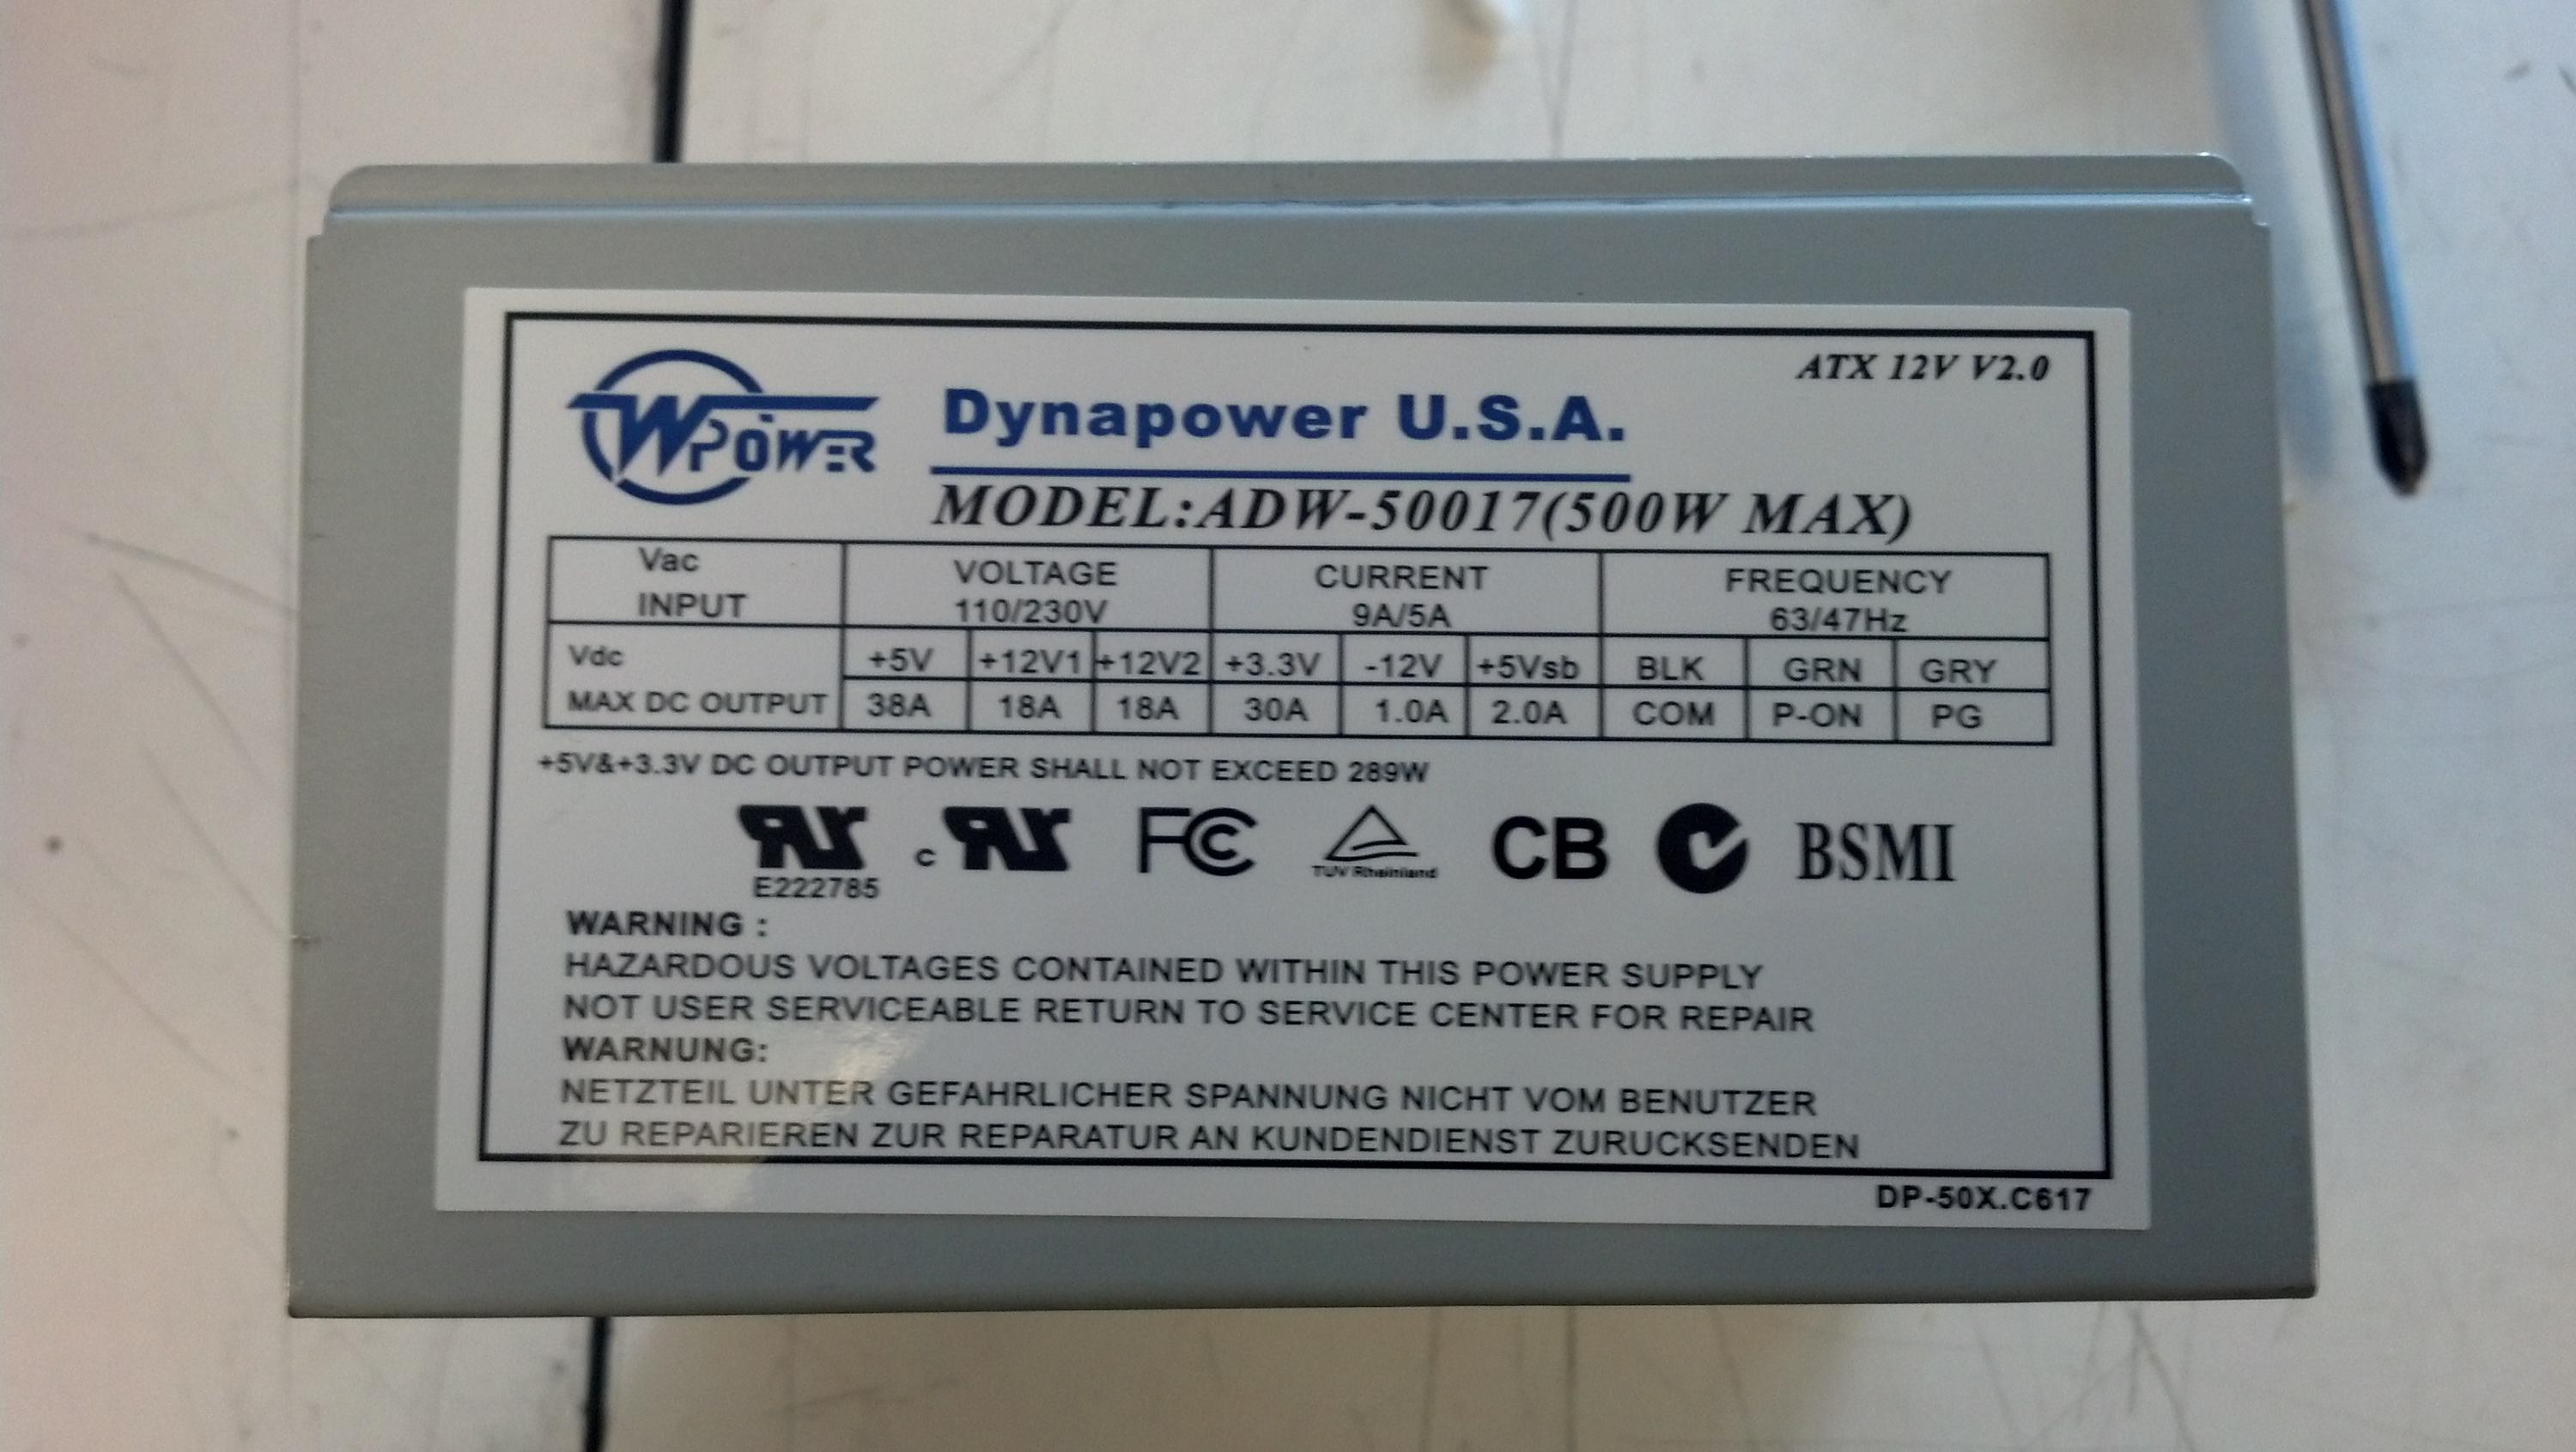 ATX 12V V2.0
WPOWER
Dynapower U.S.A.
MODEL:ADW-50017(500W MAX)
Vac INPUT VOLTAGE 110/230V CURRENT 9A/5A FREQUENCY 63/47Hz
Vdc +5V +12V1 +12V2 +3.3V -12V +5Vsb BLK GRN GRY
MAX DC OUTPUT 38A 18A 18A 30A 1.0A 2.0A COM P-ON PG
+5V&+3.3V DC OUTPUT POWER SHALL NOT EXCEED 289W
c FC TUV Rheinland CB BSMI
E222785
WARNING :
HAZARDOUS VOLTAGES CONTAINED WITHIN THIS POWER SUPPLY
NOT USER SERVICEABLE RETURN TO SERVICE CENTER FOR REPAIR
WARNUNG:
NETZTEIL UNTER GEFAHRLICHER SPANNUNG NICHT VOM BENUTZER
ZU REPARIEREN ZUR REPARATUR AN KUNDENDIENST ZURUCKSENDEN
DP-50X.C617